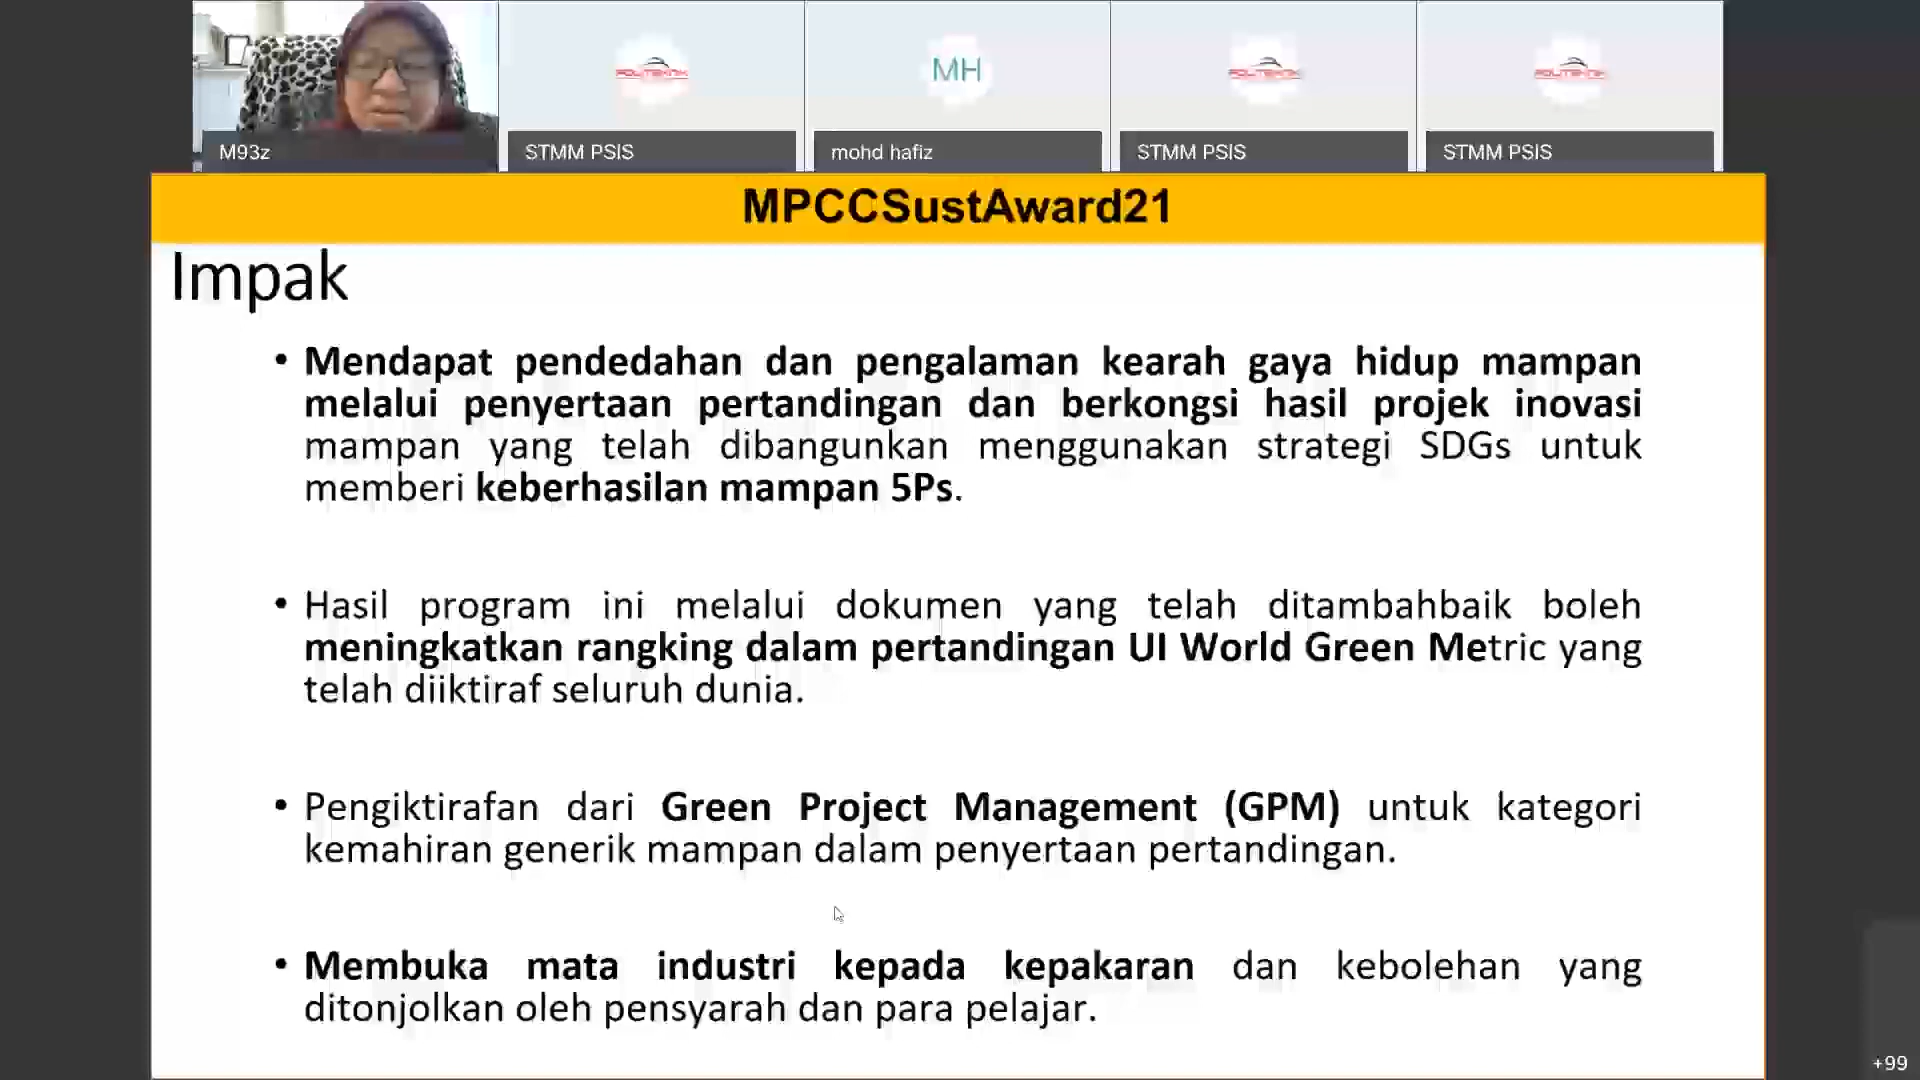 POLITEKNIK
MH
POLITEKNIK
POLITEKNIK
M93z
STMM PSIS
mohd hafiz
STMM PSIS
STMM PSIS
MPCCSustAward21
Impak
• Mendapat pendedahan dan pengalaman kearah gaya hidup mampan
melalui penyertaan pertandingan dan berkongsi hasil projek inovasi
mampan yang telah dibangunkan menggunakan strategi SDGs untuk
memberi keberhasilan mampan 5Ps.
• Hasil program ini melalui dokumen yang telah ditambahbaik boleh
meningkatkan rangking dalam pertandingan UI World Green Metric yang
telah diiktiraf seluruh dunia.
• Pengiktirafan dari Green Project Management (GPM) untuk kategori
kemahiran generik mampan dalam penyertaan pertandingan.
• Membuka mata industri kepada kepakaran dan kebolehan yang
ditonjolkan oleh pensyarah dan para pelajar.
+99